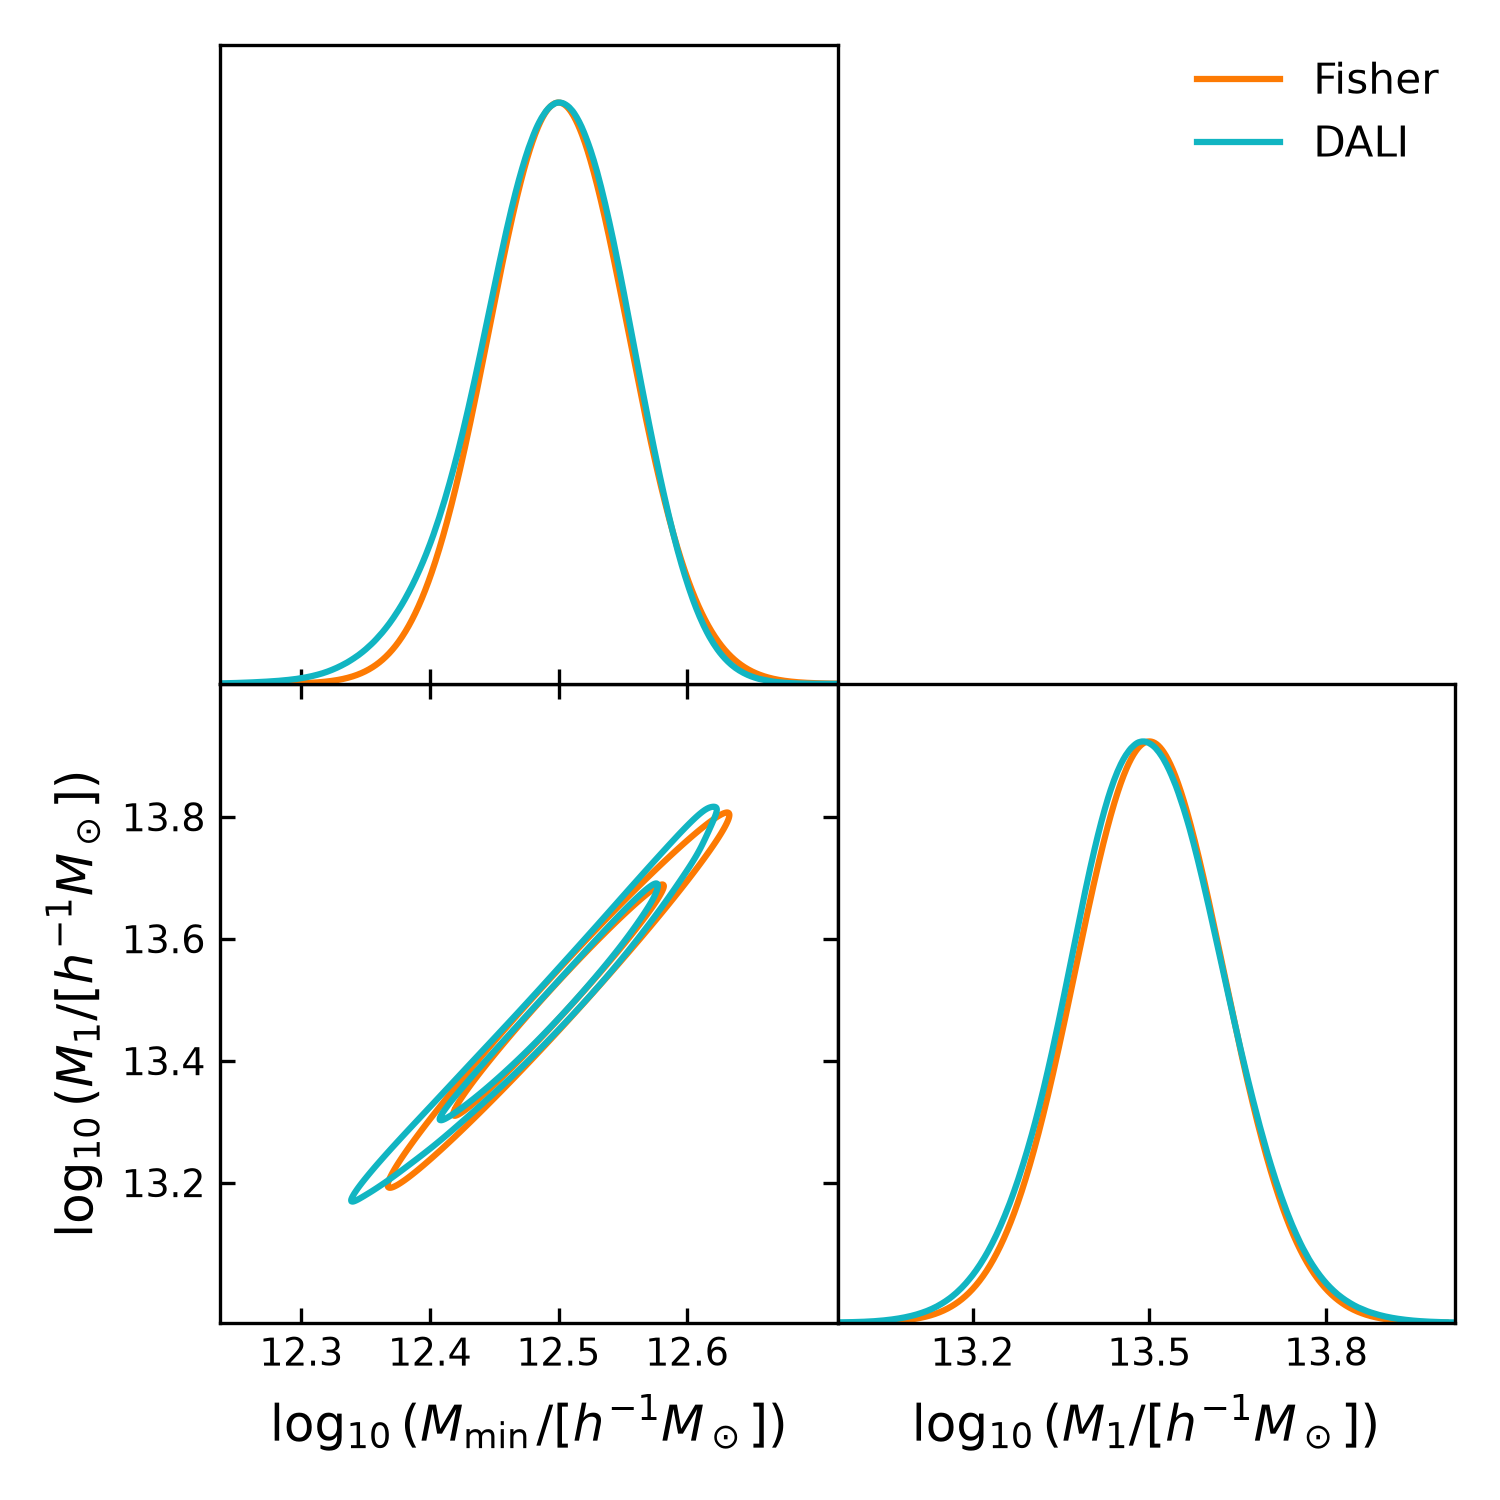 Fisher
DALI
log₁₀(M₁/[h⁻¹M⊙])
13.8
13.6
13.4
13.2
12.3 12.4 12.5 12.6
13.2 13.5 13.8
log₁₀(Mₘᵢₙ/[h⁻¹M⊙])
log₁₀(M₁/[h⁻¹M⊙])